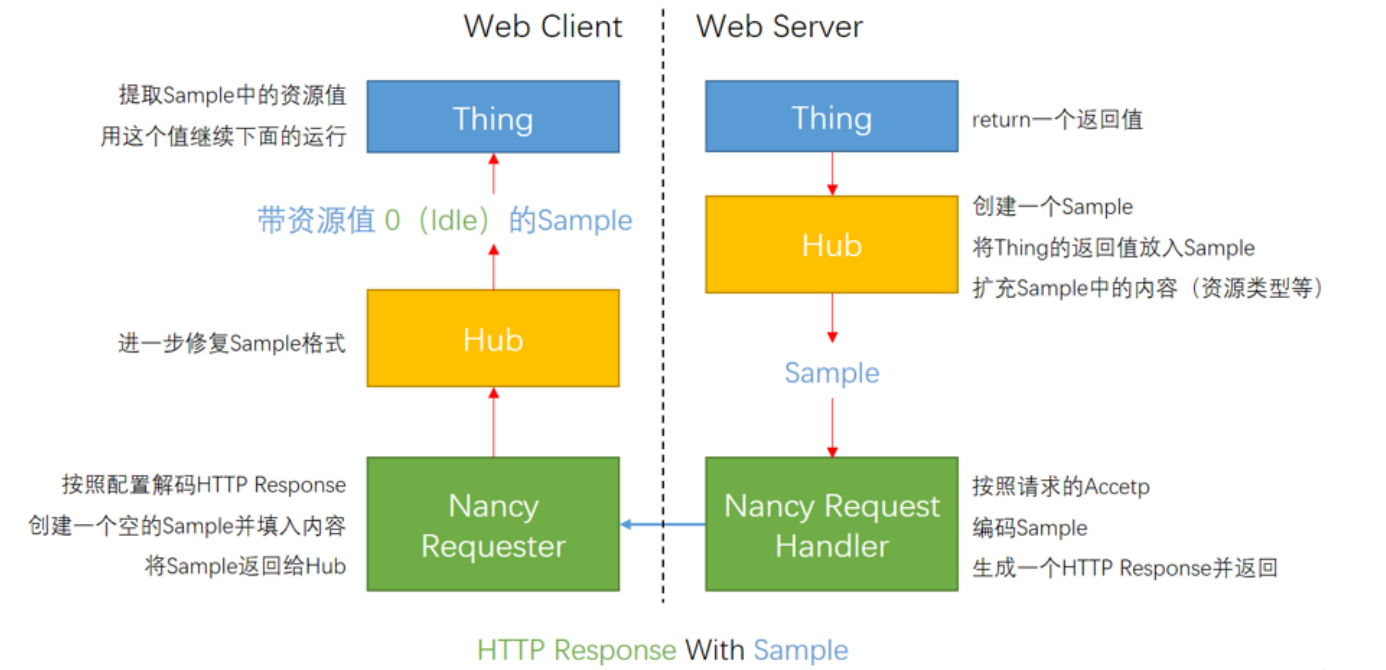 Web Client
Web Server
提取Sample中的资源值
用这个值继续下面的运行
Thing
带资源值 0（Idle） 的Sample
进一步修复Sample格式
Hub
按照配置解码HTTP Response
创建一个空的Sample并填入内容
将Sample返回给Hub
Nancy
Requester
Thing
return一个返回值
Hub
创建一个Sample
将Thing的返回值放入Sample
扩充Sample中的内容（资源类型等）
Sample
Nancy Request
Handler
按照请求的Accetp
编码Sample
生成一个HTTP Response并返回
HTTP Response With Sample